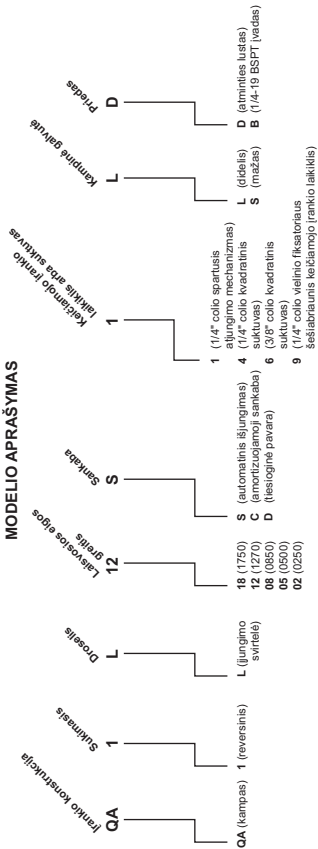 MODELIO APRAŠYMAS
Įrankio konstrukcija
QA
QA (kampas)
Sukimasis
1
1 (reversinis)
Droselis
L
L (įjungimo
svirtelė)
Laisvosios eigos
greitis
12
18 (1750)
12 (1270)
08 (0850)
05 (0500)
02 (0250)
Sankaba
S
S (automatinis išjungimas)
C (amortizuojamoji sankaba)
D (tiesioginė pavara)
Keičiamojo įrankio
laikiklis arba suktuvas
1
1 (1/4" colio spartusis
atjungimo mechanizmas)
4 (1/4" colio kvadratinis
suktuvas)
6 (3/8" colio kvadratinis
suktuvas)
9 (1/4" colio vielinio fiksatoriaus
šešiabriaunis keičiamojo įrankio laikiklis)
Kampinė galvutė
L
L (didelis)
S (mažas)
Priedas
D
D (atminties lustas)
B (1/4-19 BSPT įvadas)